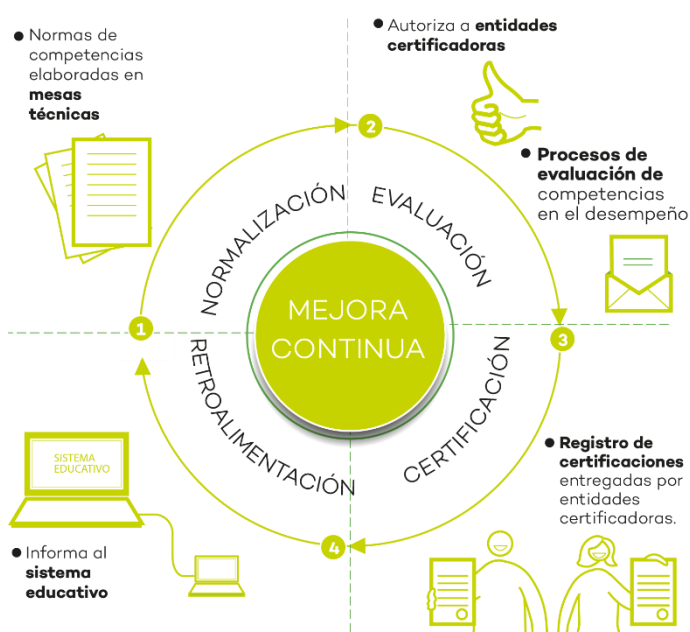 ● Normas de
competencias
elaboradas en
mesas
técnicas
● Autoriza a entidades
certificadoras
● Procesos de
evaluación de
competencias
en el desempeño
1
2
3
4
NORMALIZACIÓN
EVALUACIÓN
CERTIFICACIÓN
RETROALIMENTACIÓN
MEJORA
CONTINUA
● Registro de
certificaciones
entregadas por
entidades
certificadoras.
SISTEMA
EDUCATIVO
● Informa al
sistema
educativo